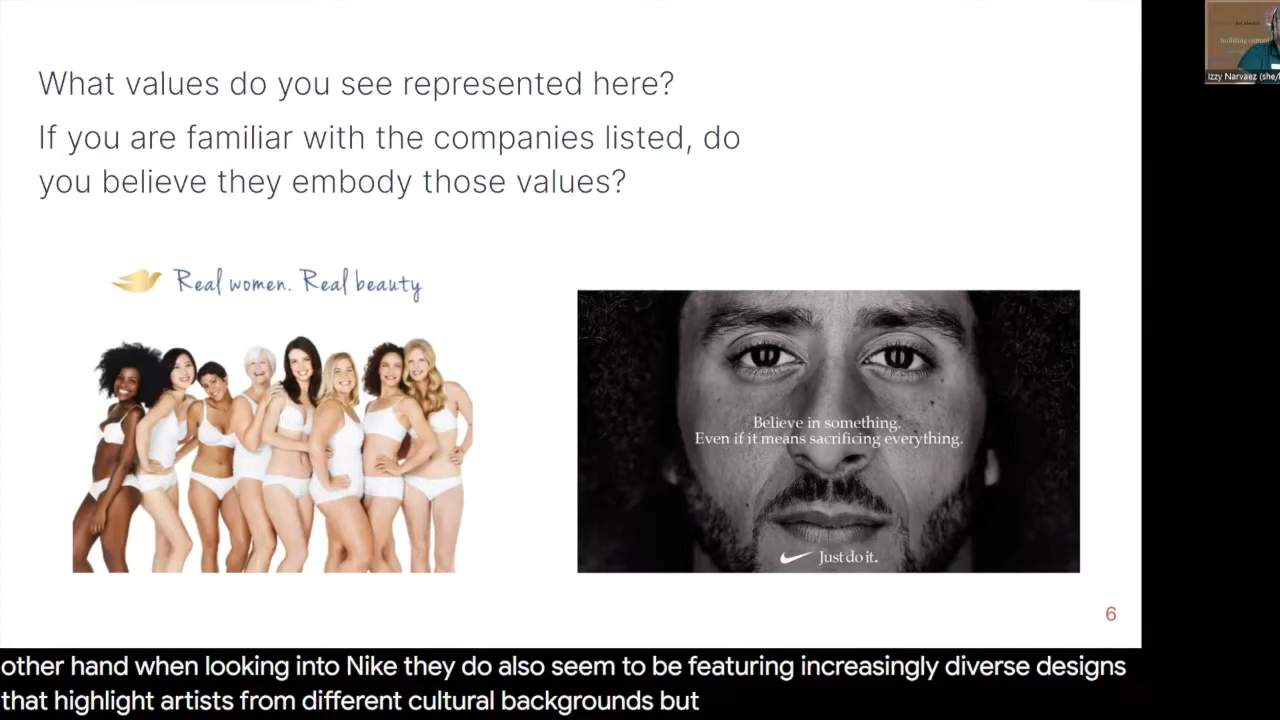 What values do you see represented here?
If you are familiar with the companies listed, do
you believe they embody those values?
Real women. Real beauty
Believe in something.
Even if it means sacrificing everything.
Just do it.
6
Izzy Narvaez (she/
other hand when looking into Nike they do also seem to be featuring increasingly diverse designs
that highlight artists from different cultural backgrounds but